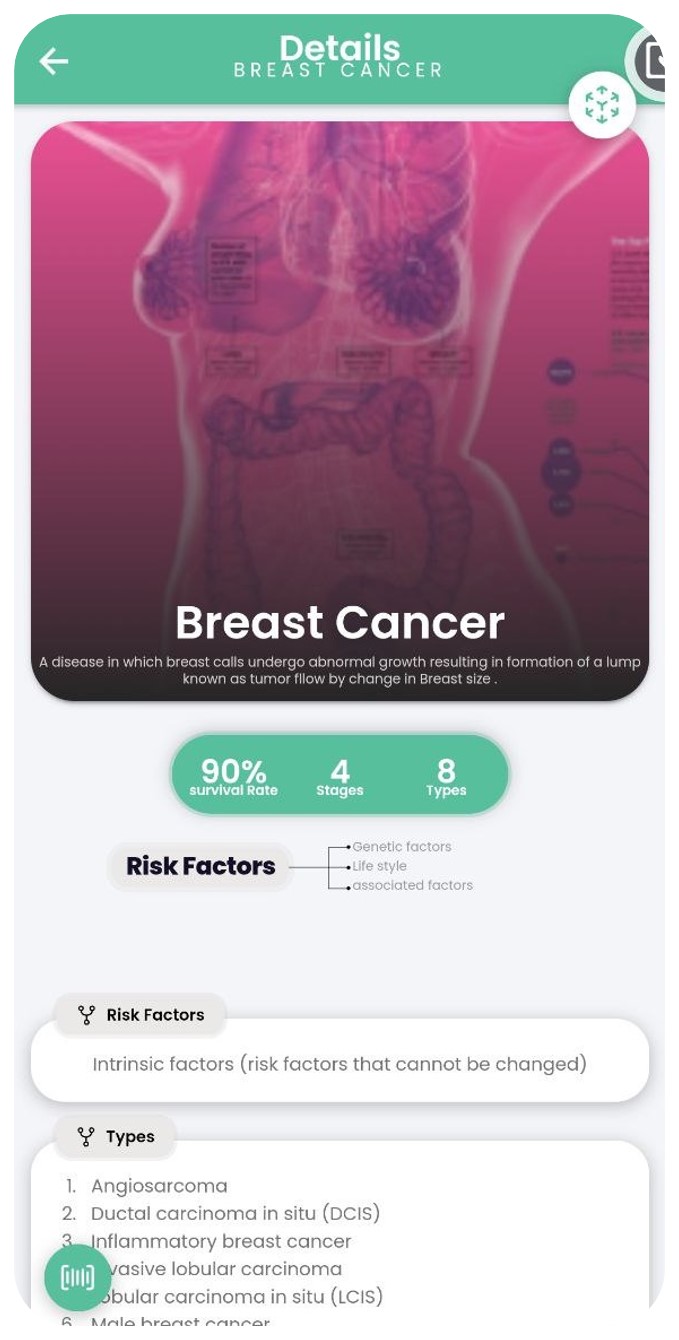 Details
BREAST CANCER
Breast Cancer
A disease in which breast calls undergo abnormal growth resulting in formation of a lump
known as tumor fllow by change in Breast size .
90% 4 8
survival Rate Stages Types
Genetic factors
Risk Factors Life style
associated factors
Risk Factors
Intrinsic factors (risk factors that cannot be changed)
Types
1. Angiosarcoma
2. Ductal carcinoma in situ (DCIS)
3. Inflammatory breast cancer
vasive lobular carcinoma
obular carcinoma in situ (LCIS)
6. Male breast cancer